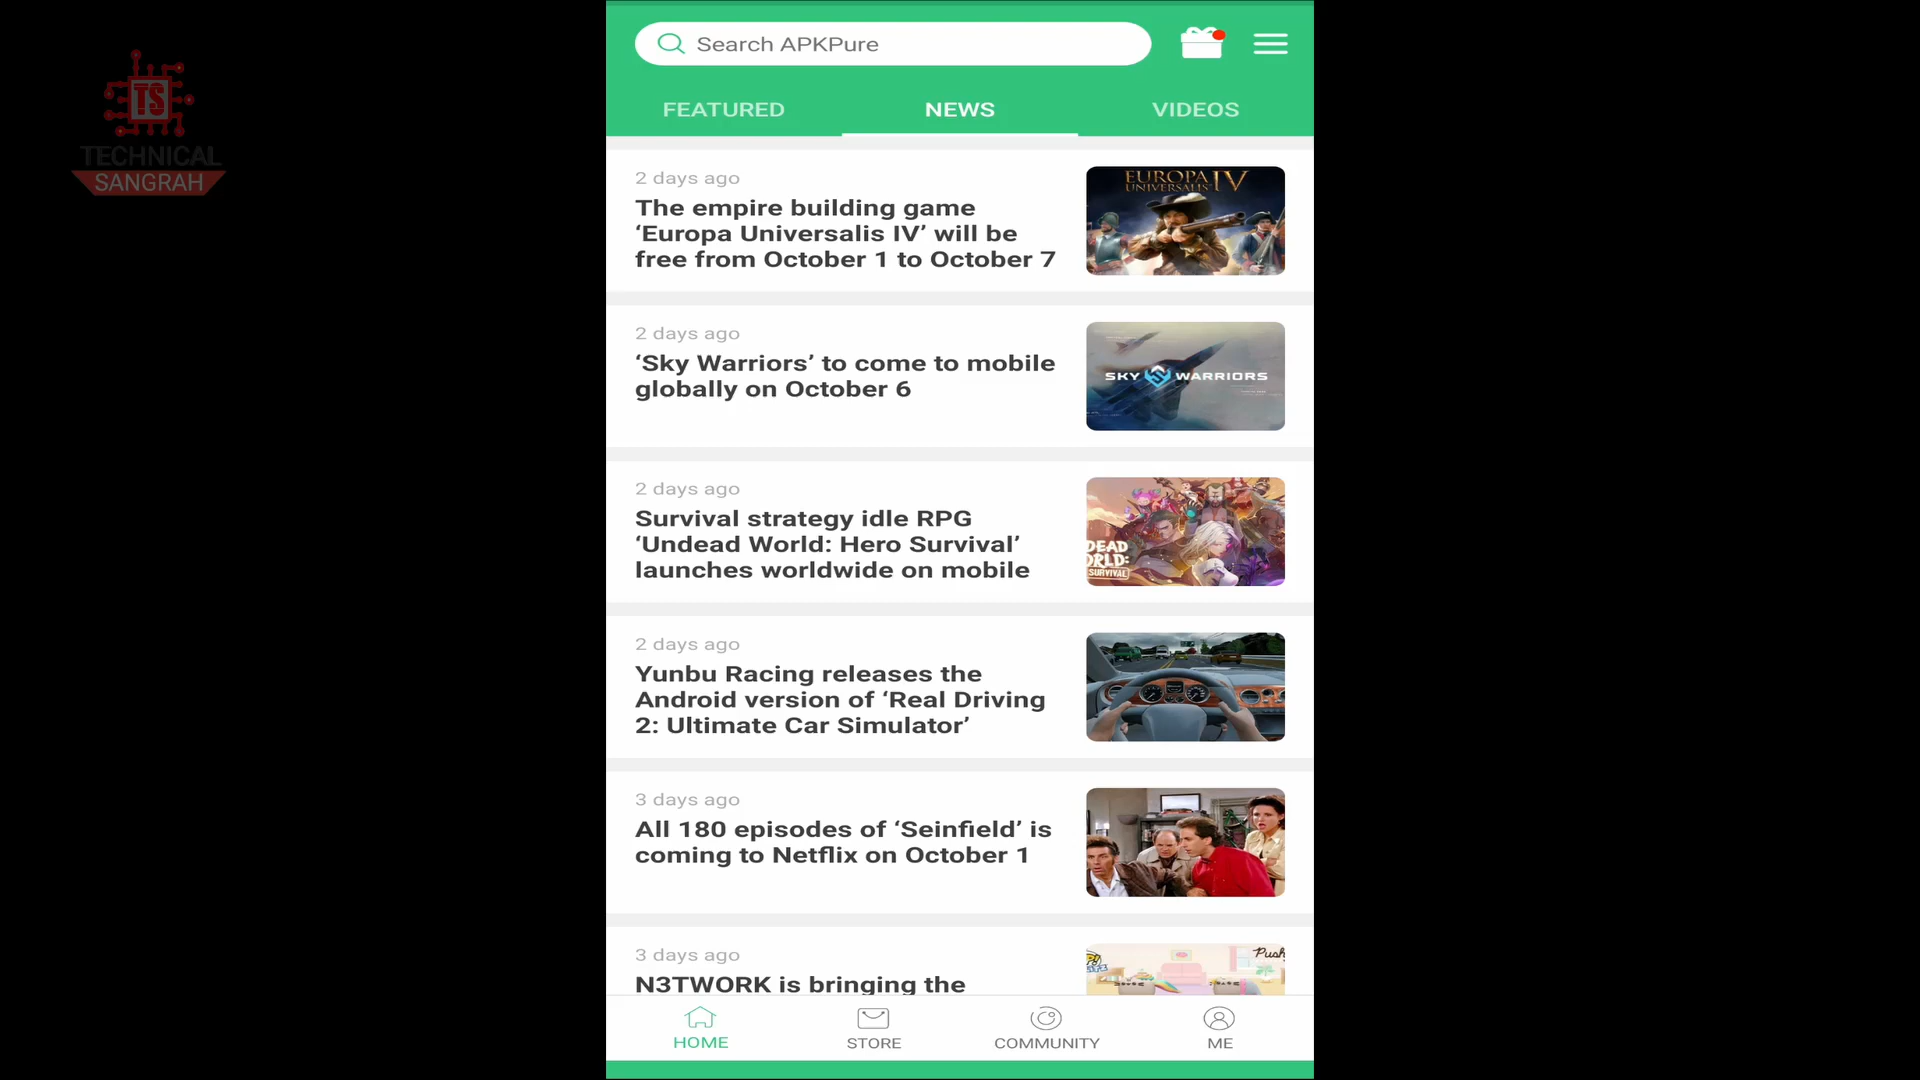 TS
TECHNICAL
SANGRAH
Search APKPure
FEATURED
NEWS
VIDEOS
2 days ago
The empire building game
‘Europa Universalis IV’ will be
free from October 1 to October 7
EUROPA
UNIVERSALIS IV
2 days ago
‘Sky Warriors’ to come to mobile
globally on October 6
SKY WARRIORS
2 days ago
Survival strategy idle RPG
‘Undead World: Hero Survival’
launches worldwide on mobile
DEAD
ORLD:
SURVIVAL
2 days ago
Yunbu Racing releases the
Android version of ‘Real Driving
2: Ultimate Car Simulator’
3 days ago
All 180 episodes of ‘Seinfield’ is
coming to Netflix on October 1
3 days ago
N3TWORK is bringing the
Push
HOME
STORE
COMMUNITY
ME